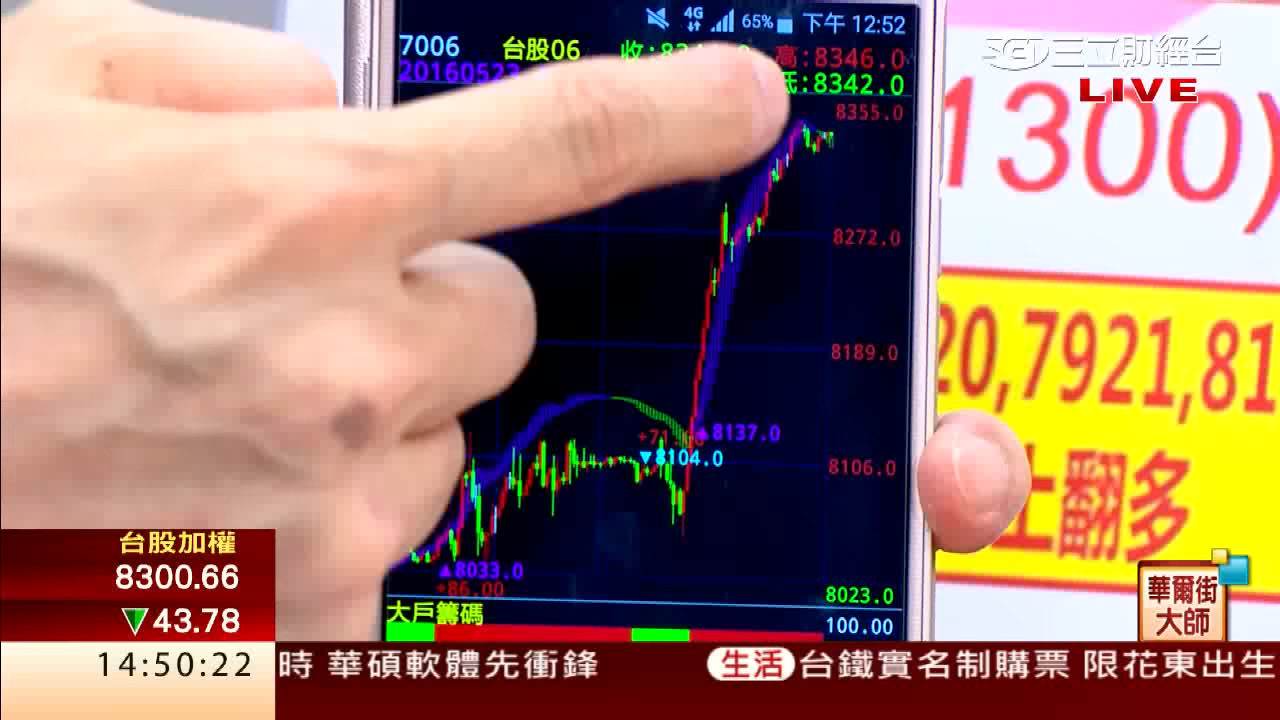 4G 65% 下午 12:52
7006 台股06 收: 高:8346.0
20160523 低:8342.0
三立財經台
LIVE
8355.0
1300)
8272.0
8189.0
20,7921,81
▲8137.0
▼8104.0
8106.0
翻多
▲8033.0
+86.00
8023.0
大戶籌碼
100.00
台股加權
8300.66
▼43.78
14:50:22
華爾街
大師
時 華碩軟體先衝鋒 生活 台鐵實名制購票 限花東出生